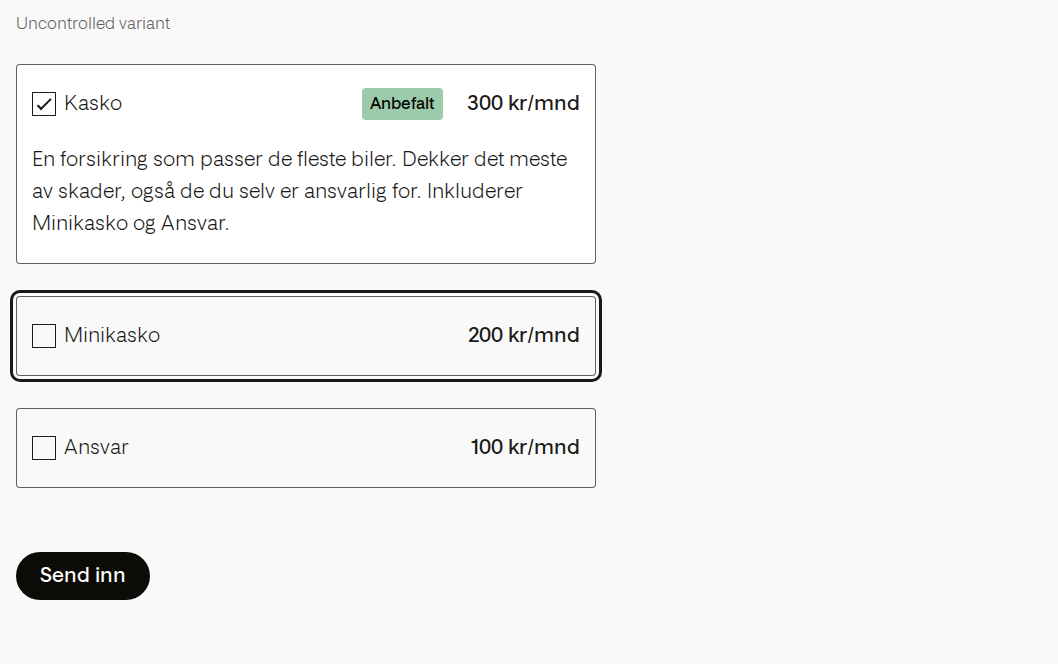 Uncontrolled variant
Kasko Anbefalt 300 kr/mnd
En forsikring som passer de fleste biler. Dekker det meste
av skader, også de du selv er ansvarlig for. Inkluderer
Minikasko og Ansvar.
Minikasko 200 kr/mnd
Ansvar 100 kr/mnd
Send inn